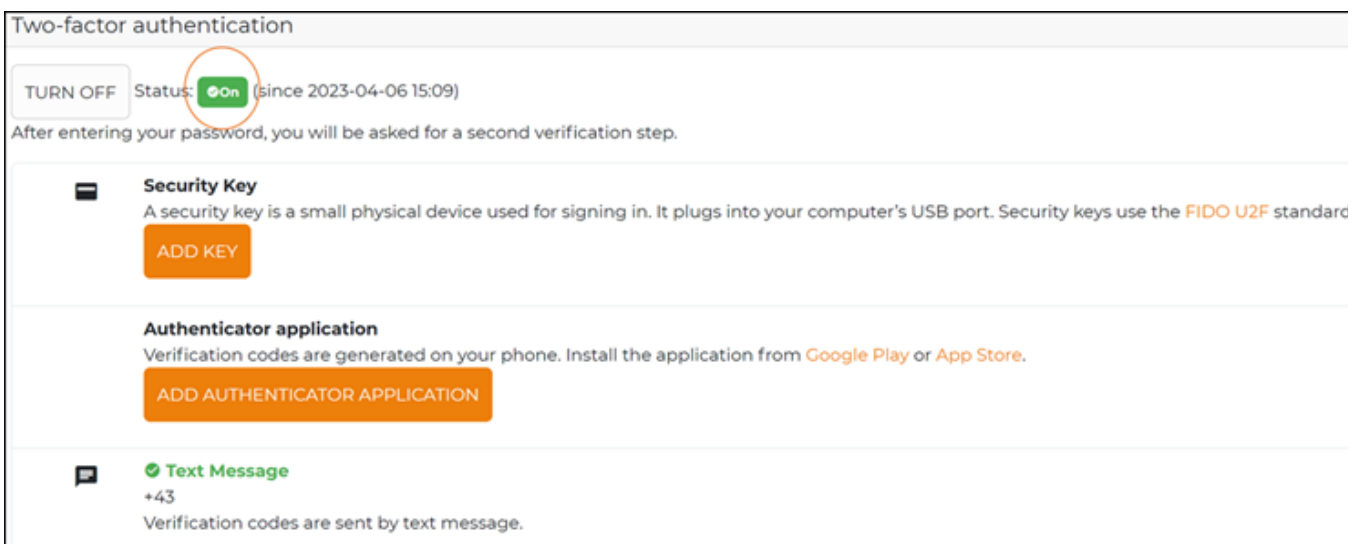 Two-factor authentication
TURN OFF Status: On (since 2023-04-06 15:09)
After entering your password, you will be asked for a second verification step.
Security Key
A security key is a small physical device used for signing in. It plugs into your computer's USB port. Security keys use the FIDO U2F standard
ADD KEY
Authenticator application
Verification codes are generated on your phone. Install the application from Google Play or App Store.
ADD AUTHENTICATOR APPLICATION
Text Message
+43
Verification codes are sent by text message.